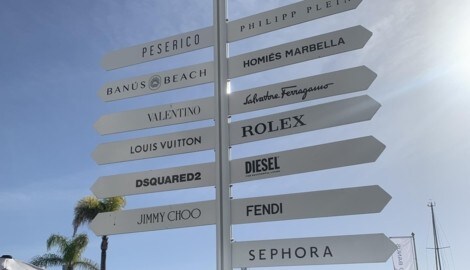 PHILIPP PLEIN
PESERICO
HOMIÉS MARBELLA
BANÚS BEACH
Salvatore Ferragamo
VALENTINO
ROLEX
LOUIS VUITTON
DIESEL
DSQUARED2
FENDI
JIMMY CHOO
SEPHORA